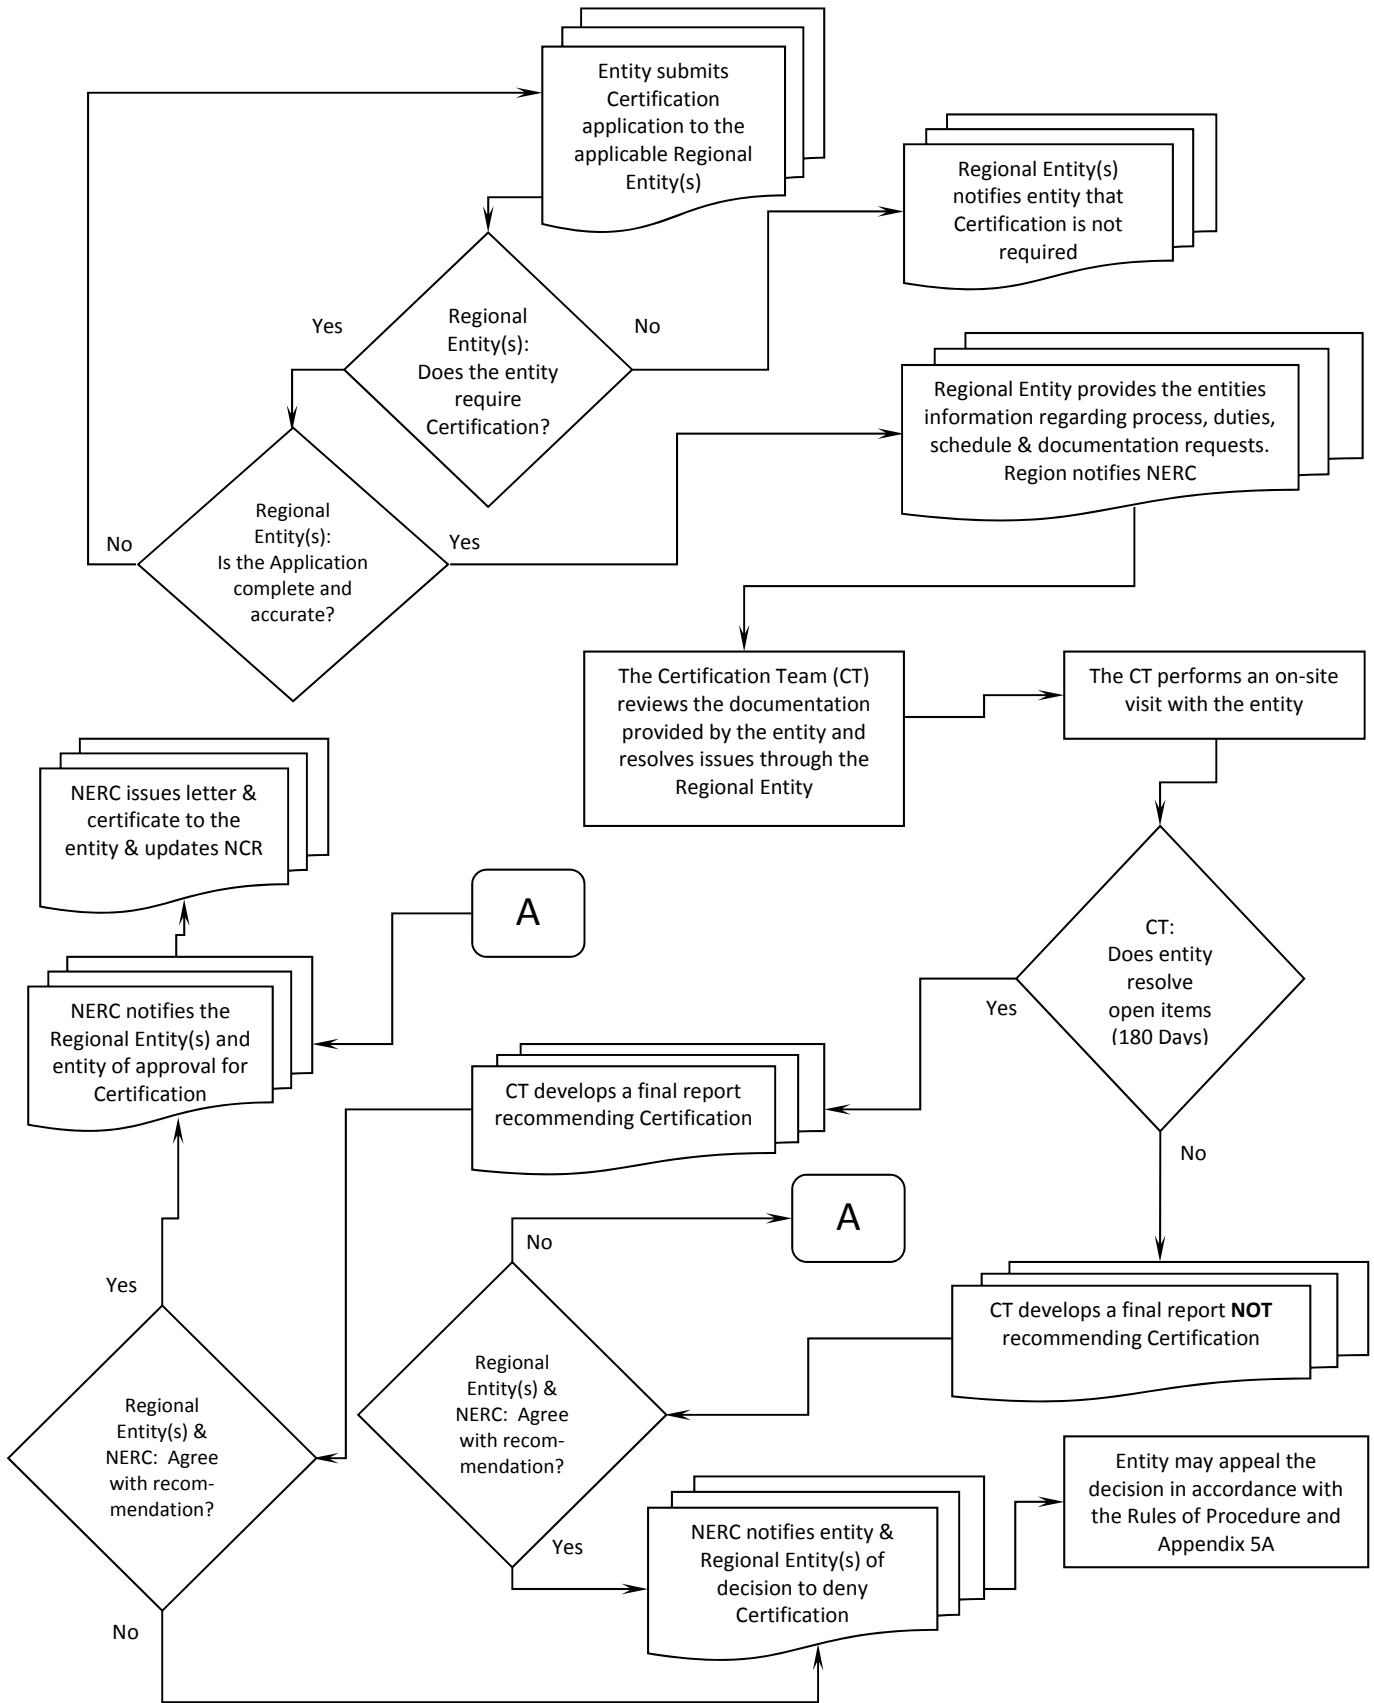 Entity submits
Certification
application to the
applicable Regional
Entity(s)
Regional Entity(s)
notifies entity that
Certification is not
required
Yes
Regional
Entity(s):
Does the entity
require
Certification?
No
Regional Entity provides the entities
information regarding process, duties,
schedule & documentation requests.
Region notifies NERC
No
Regional
Entity(s):
Is the Application
complete and
accurate?
Yes
The Certification Team (CT)
reviews the documentation
provided by the entity and
resolves issues through the
Regional Entity
The CT performs an on-site
visit with the entity
NERC issues letter &
certificate to the
entity & updates NCR
A
CT:
Does entity
resolve
open items
(180 Days)
Yes
No
NERC notifies the
Regional Entity(s) and
entity of approval for
Certification
CT develops a final report
recommending Certification
A
No
Yes
CT develops a final report NOT
recommending Certification
Regional
Entity(s) &
NERC:  Agree
with recom-
mendation?
Regional
Entity(s) &
NERC:  Agree
with recom-
mendation?
Entity may appeal the
decision in accordance with
the Rules of Procedure and
Appendix 5A
Yes
NERC notifies entity &
Regional Entity(s) of
decision to deny
Certification
No